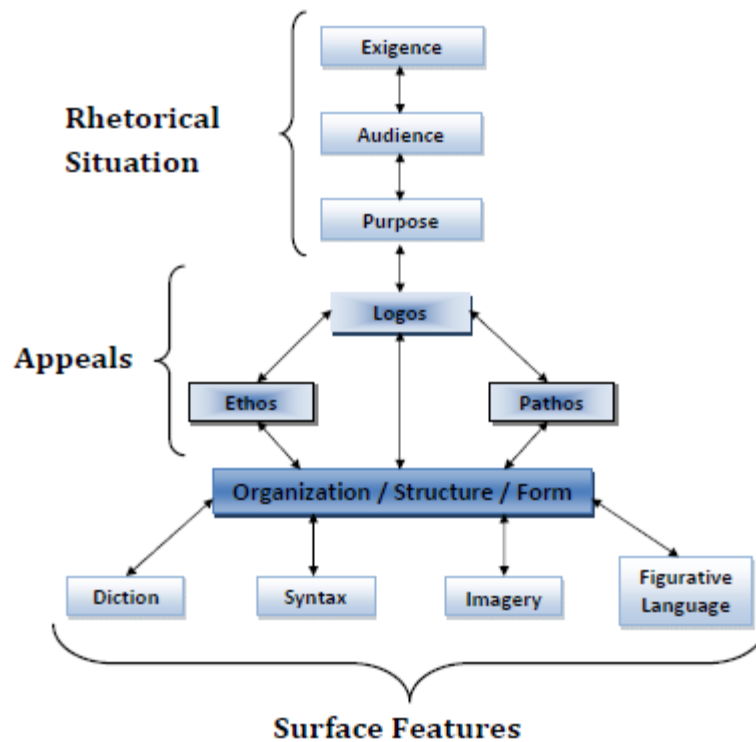 Exigence
Rhetorical
Situation
Audience
Purpose
Logos
Appeals
Ethos
Pathos
Organization / Structure / Form
Diction
Syntax
Imagery
Figurative
Language
Surface Features